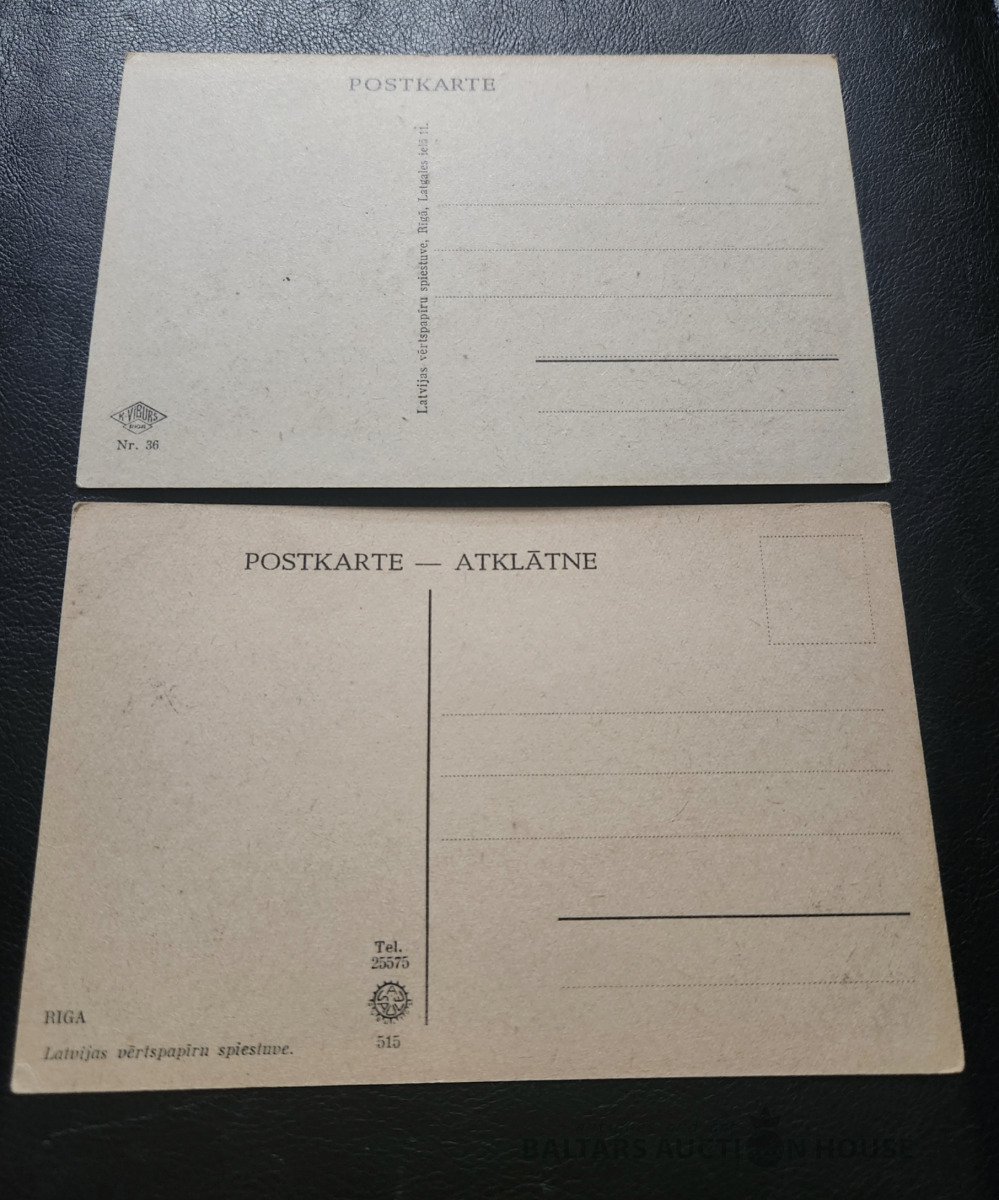 POSTKARTE
Latvijas vērtspapīru spiestuve, Rīgā, Latgales ielā 11.
K. VIBURS
RIGA
Nr. 36
POSTKARTE — ATKLĀTNE
Tel.
25575
515
RIGA
Latvijas vērtspapīru spiestuve.
BALTARS AUCTION HOUSE